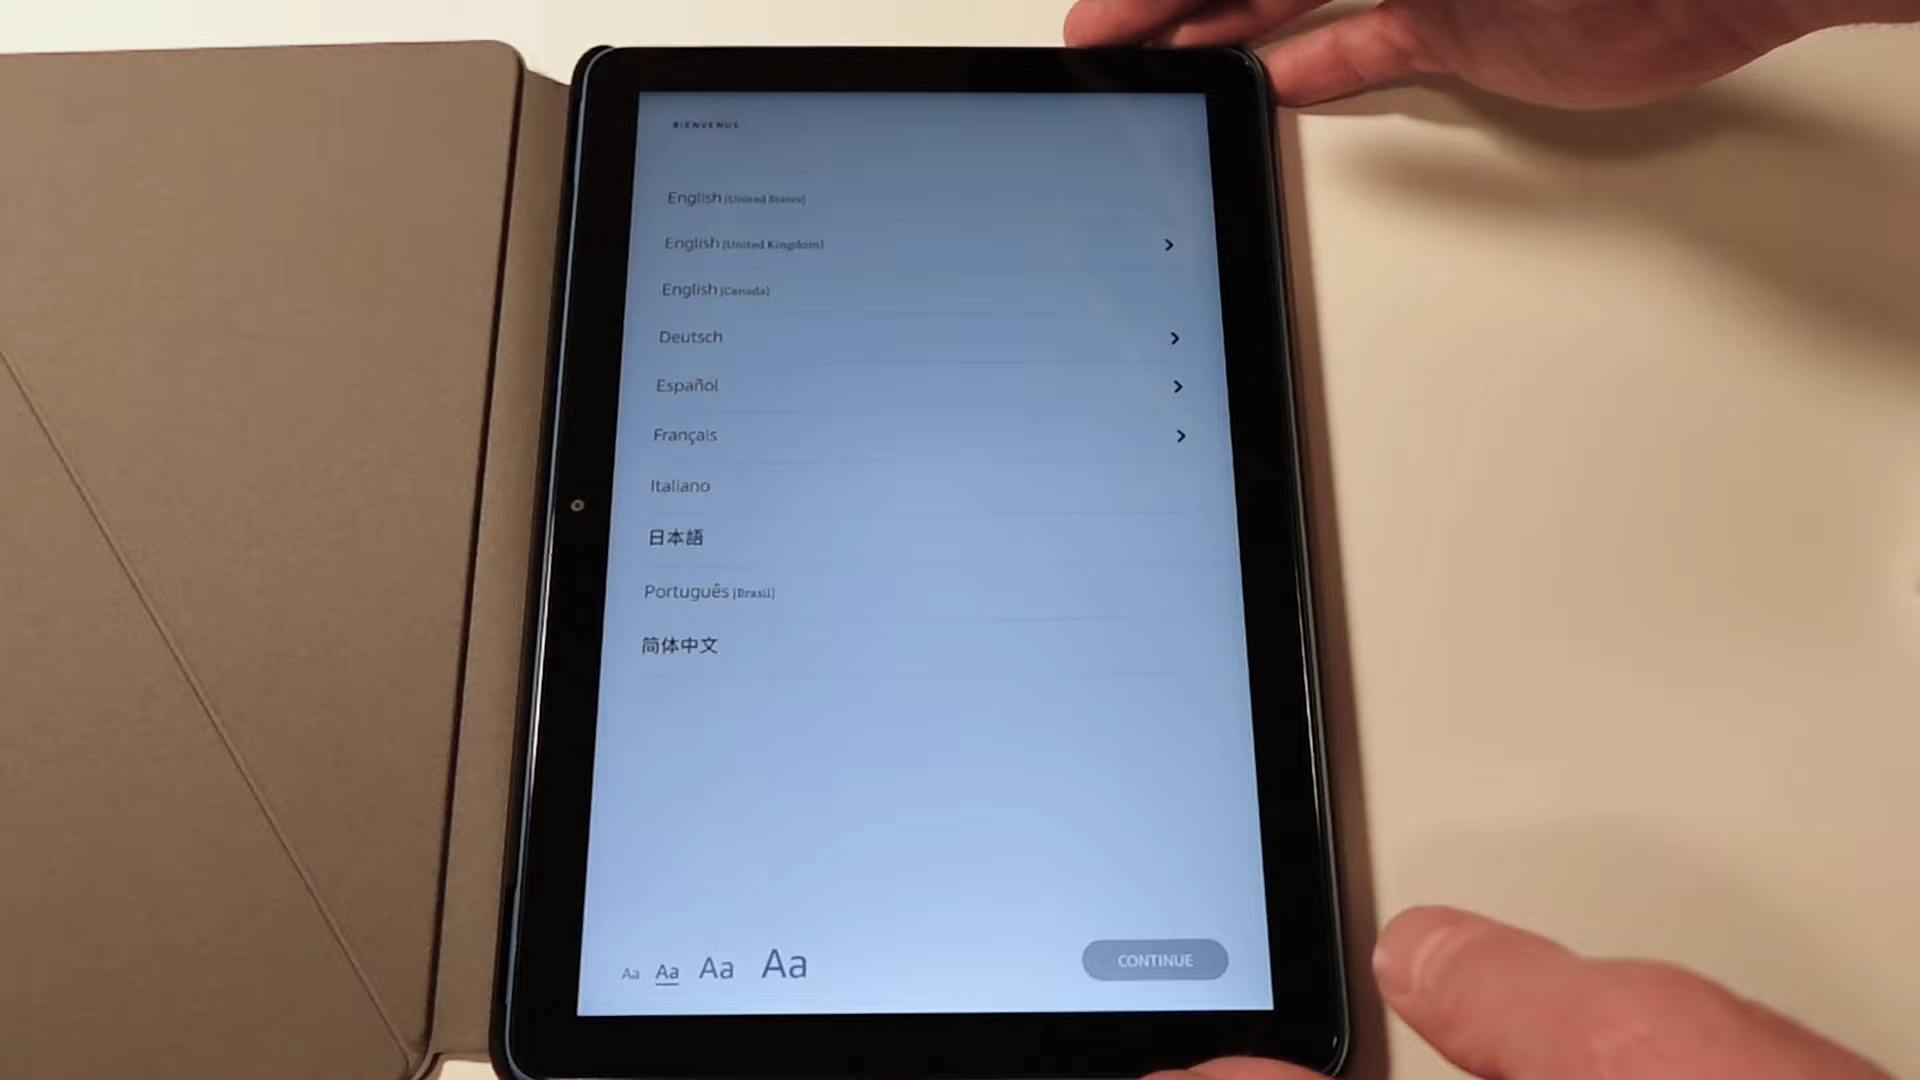 BIENVENUE
English (United States)
English (United Kingdom)
English (Canada)
Deutsch
Español
Français
Italiano
日本語
Português (Brasil)
简体中文
Aa Aa Aa Aa
CONTINUE